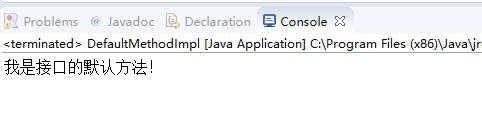 Problems @ Javadoc Declaration Console
<terminated> DefaultMethodImpl [Java Application] C:\Program Files (x86)\Java\jr
我是接口的默认方法!